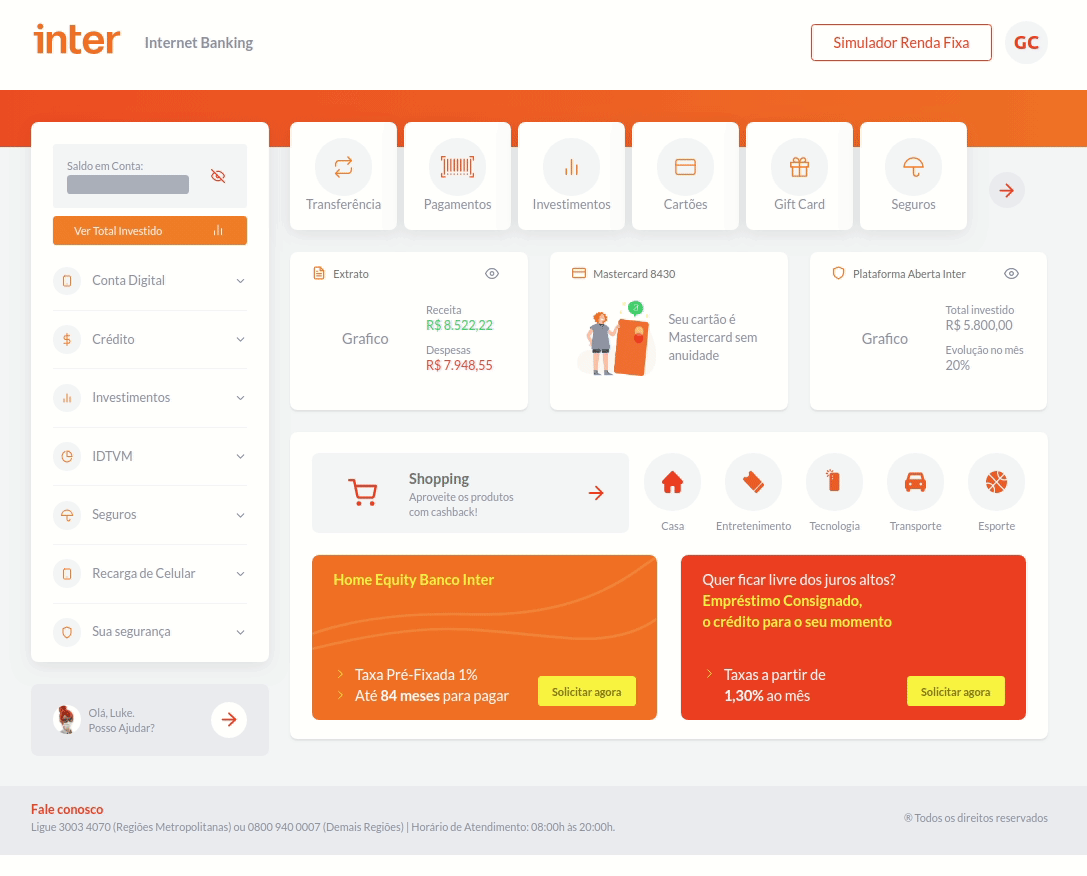 inter
Internet Banking
Simulador Renda Fixa
GC
Saldo em Conta:
Ver Total Investido
Conta Digital
Crédito
Investimentos
IDTVM
Seguros
Recarga de Celular
Sua segurança
Olá, Luke.
Posso Ajudar?
Transferência
Pagamentos
Investimentos
Cartões
Gift Card
Seguros
Extrato
Grafico
Receita
R$ 8.522,22
Despesas
R$ 7.948,55
Mastercard 8430
Seu cartão é
Mastercard sem
anuidade
Plataforma Aberta Inter
Grafico
Total investido
R$ 5.800,00
Evolução no mês
20%
Shopping
Aproveite os produtos
com cashback!
Casa
Entretenimento
Tecnologia
Transporte
Esporte
Home Equity Banco Inter
Taxa Pré-Fixada 1%
Até 84 meses para pagar
Solicitar agora
Quer ficar livre dos juros altos?
Empréstimo Consignado,
o crédito para o seu momento
Taxas a partir de
1,30% ao mês
Solicitar agora
Fale conosco
Ligue 3003 4070 (Regiões Metropolitanas) ou 0800 940 0007 (Demais Regiões) | Horário de Atendimento: 08:00h às 20:00h.
® Todos os direitos reservados